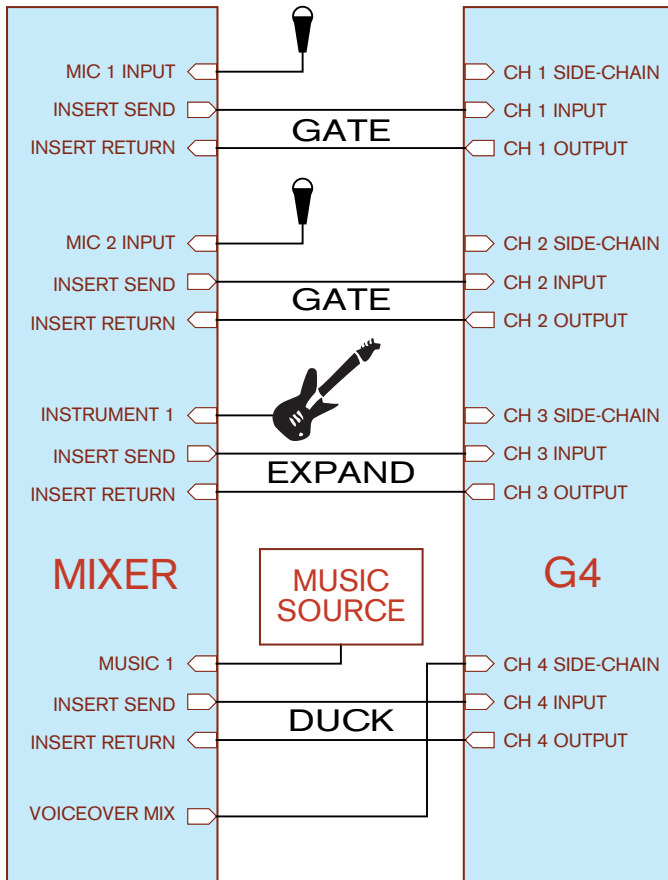 MIC 1 INPUT
CH 1 SIDE-CHAIN
INSERT SEND
CH 1 INPUT
GATE
INSERT RETURN
CH 1 OUTPUT
MIC 2 INPUT
CH 2 SIDE-CHAIN
INSERT SEND
CH 2 INPUT
GATE
INSERT RETURN
CH 2 OUTPUT
INSTRUMENT 1
CH 3 SIDE-CHAIN
INSERT SEND
CH 3 INPUT
EXPAND
INSERT RETURN
CH 3 OUTPUT
MIXER
MUSIC
SOURCE
G4
MUSIC 1
CH 4 SIDE-CHAIN
INSERT SEND
CH 4 INPUT
DUCK
INSERT RETURN
CH 4 OUTPUT
VOICEOVER MIX